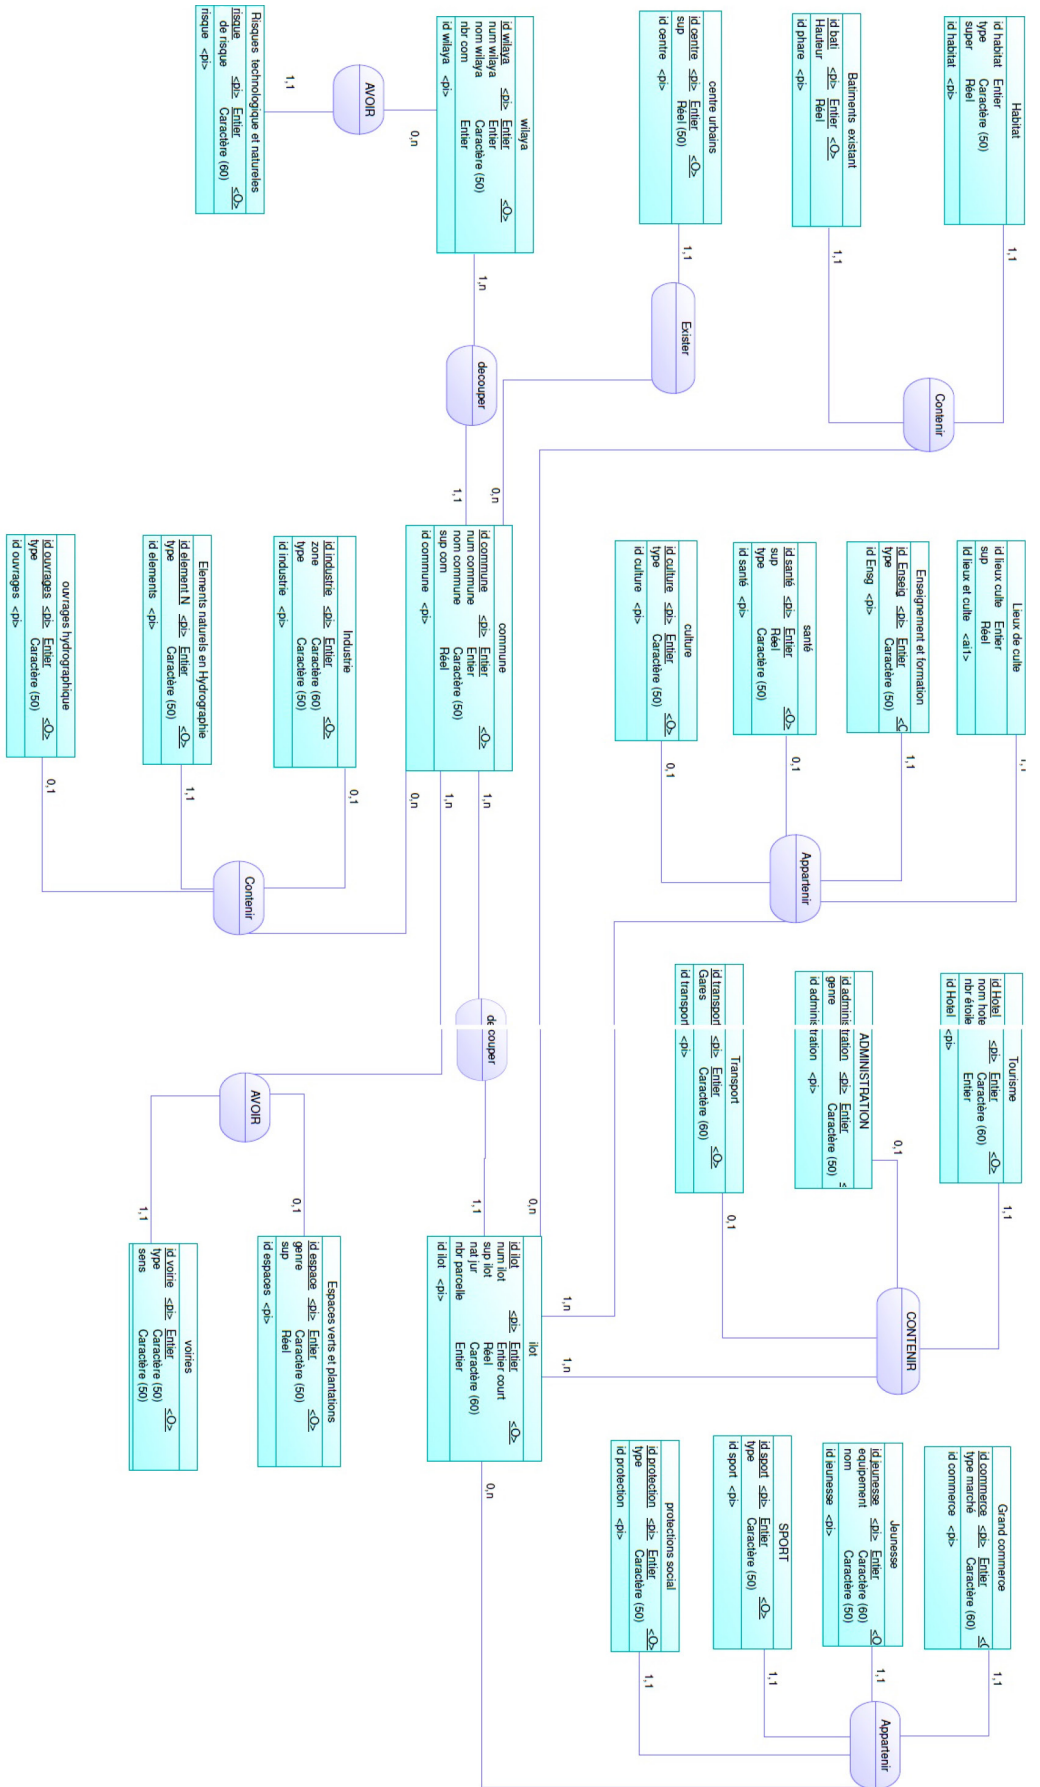 Habitat
id habitat Entier
type Caractère (50)
super Réel
id habitat <pi>
1,1
Batiments existant
id bati <pi> Entier <O>
Hauteur Réel
id phare <pi>
1,1
Contenir
centre urbains
id centre <pi> Entier <O>
sup Réel (50)
id centre <pi>
1,1
Exister
0,n
wilaya
id wilaya <pi> Entier <O>
num wilaya Entier
nom wilaya Caractère (50)
nbr com Entier
id wilaya <pi>
0,n
AVOIR
1,1
Risques technologique et natureles
risque <pi> Entier <O>
de risque Caractère (60)
risque <pi>
1,n
decouper
1,1
Lieux de culte
id lieux culte Entier
sup Réel
Id lieux et culte <ai1>
1,1
Enseignement et formation
id Enseig <pi> Entier
type Caractère (50)
id Ensg <pi>
1,1
santé
id santé <pi> Entier <O>
sup Réel
type Caractère (50)
id santé <pi>
0,1
culture
id culture <pi> Entier <O>
type Caractère (50)
id culture <pi>
0,1
Appartenir
commune
id commune <pi> Entier <O>
num commune Entier
nom commune Caractère (50)
sup com Réel
id commune <pi>
1,n
1,n
0,n
Industrie
id industrie <pi> Entier <O>
zone Caractère (60)
type Caractère (50)
id industrie <pi>
0,1
Elements naturels en Hydrographie
id element N <pi> Entier <O>
type Caractère (50)
id elements <pi>
1,1
ouvrages hydrographique
id ouvrages <pi> Entier <O>
type Caractère (50)
id ouvrages <pi>
0,1
Contenir
Tourisme
id Hotel <pi> Entier <O>
nom hote Caractère (60)
nbr étoile Entier
id Hotel <pi>
1,1
ADMINISTRATION
id administration <pi> Entier <
genre Caractère (50)
id administration <pi>
0,1
Transport
id transport <pi> Entier <O>
Gares Caractère (60)
id transport <pi>
0,1
CONTENIR
decouper
1,1
0,n
1,n
1,n
ilot
id ilot <pi> Entier <O>
num ilot Entier court
sup ilot Réel
nat jur Caractère (60)
nbr parcelle Entier
id ilot <pi>
0,n
AVOIR
0,1
Espaces verts et plantations
id espace <pi> Entier <O>
genre Caractère (50)
sup Réel
id espaces <pi>
1,1
voiries
id voirie <pi> Entier <O>
type Caractère (50)
sens Caractère (50)
Grand commerce
id commerce <pi> Entier
type marché Caractère (60)
id commerce <pi>
1,1
Jeunesse
id jeunesse <pi> Entier <O
equipement Caractère (60)
nom Caractère (50)
id jeunesse <pi>
1,1
SPORT
id sport <pi> Entier <O>
type Caractère (50)
id sport <pi>
1,1
protections social
id protection <pi> Entier <O>
type Caractère (50)
id protection <pi>
1,1
Appartenir